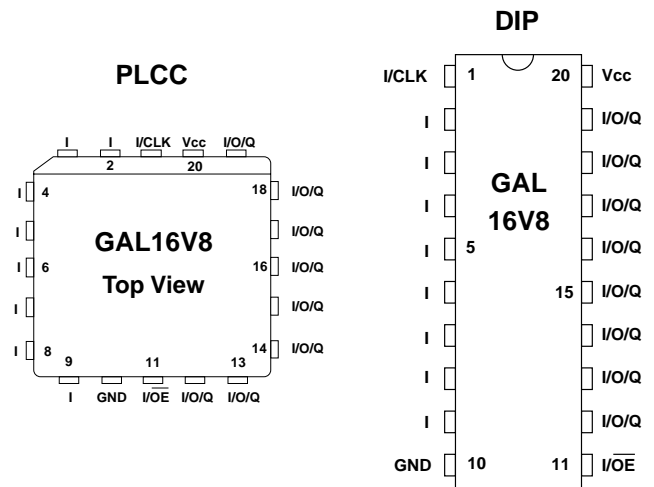 PLCC
I I I/CLK Vcc I/O/Q
2 20
I 4 18 I/O/Q
I I/O/Q
I 6 16 I/O/Q
I I/O/Q
I 8 14 I/O/Q
GAL16V8
Top View
9 11 13
I GND I/OE I/O/Q I/O/Q
DIP
I/CLK 1 20 Vcc
I I/O/Q
I I/O/Q
GAL
16V8
I I/O/Q
I 5 I/O/Q
I 15 I/O/Q
I I/O/Q
I I/O/Q
I I/O/Q
GND 10 11 I/OE